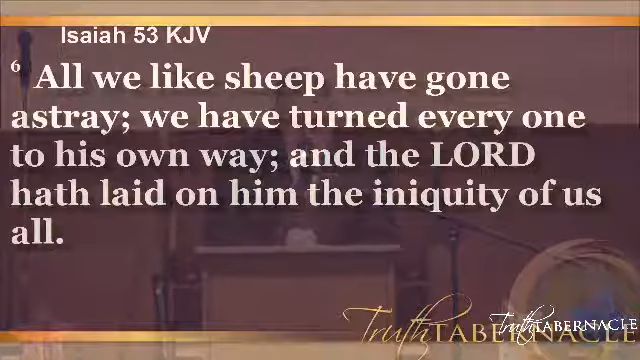 Isaiah 53 KJV
6 All we like sheep have gone
astray; we have turned every one
to his own way; and the LORD
hath laid on him the iniquity of us
all.
Truth TABERNACLE
Truth TABERNACLE